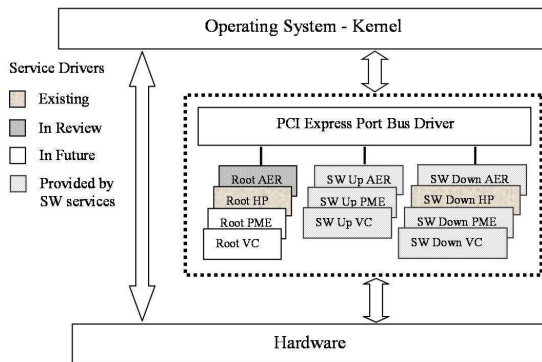 Operating System - Kernel
Service Drivers
Existing
In Review
In Future
Provided by
SW services
PCI Express Port Bus Driver
Root AER
Root HP
Root PME
Root VC
SW Up AER
SW Up PME
SW Up VC
SW Down AER
SW Down HP
SW Down PME
SW Down VC
Hardware